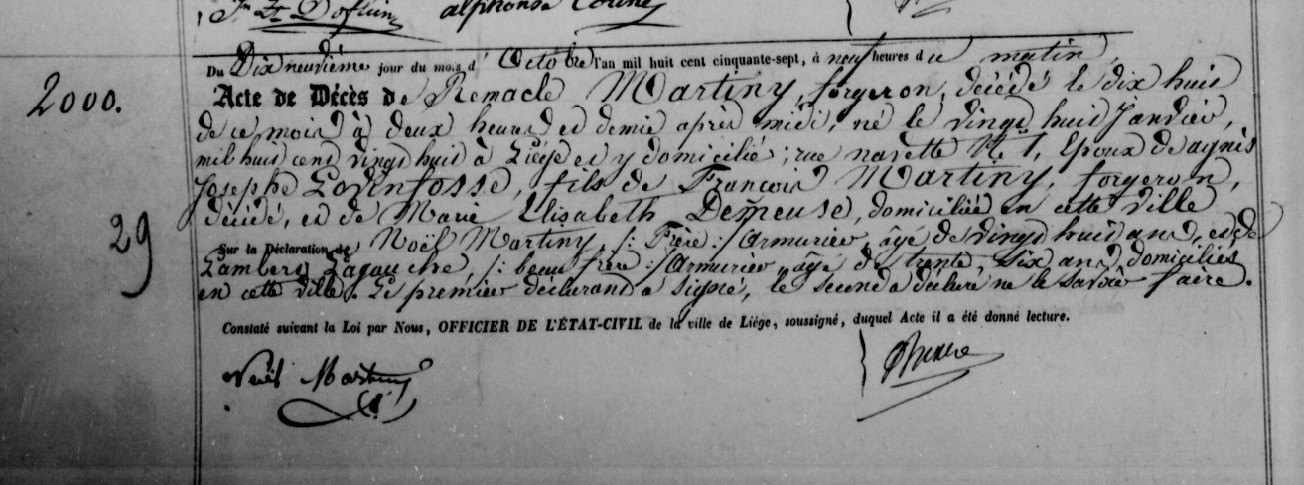 alphonse
Du Dix neuvième jour du mois d' Octobre l'an mil huit cent cinquante-sept, à neuf heures du matin,
2000.
Acte de Décès de Remacle Martiny, forgeron, décédé le dix huit
de ce mois à deux heures et demie après midi, né le vingt huit Janvier,
mil huit cent vingt huit à Liége et y domicilié, rue navette N° 1, Epoux de agnès
Josephe Lovinfosse, fils de François Martiny, forgeron,
décédé, et de Marie Elisabeth Demeuse, domiciliée en cette ville
29
Sur la Déclaration de Noël Martiny, /: Frère :/ Armurier, âgé de vingt huit ans, et de
Lambert Lagauche, /: beau frère :/ Armurier, âgé de trente six ans, domiciliés
en cette ville. Le premier déclarant a signé, le second a déclaré ne le savoir faire.
Constaté suivant la Loi par Nous, OFFICIER DE L'ÉTAT-CIVIL de la ville de Liége, soussigné, duquel Acte il a été donné lecture.
Noël Martiny